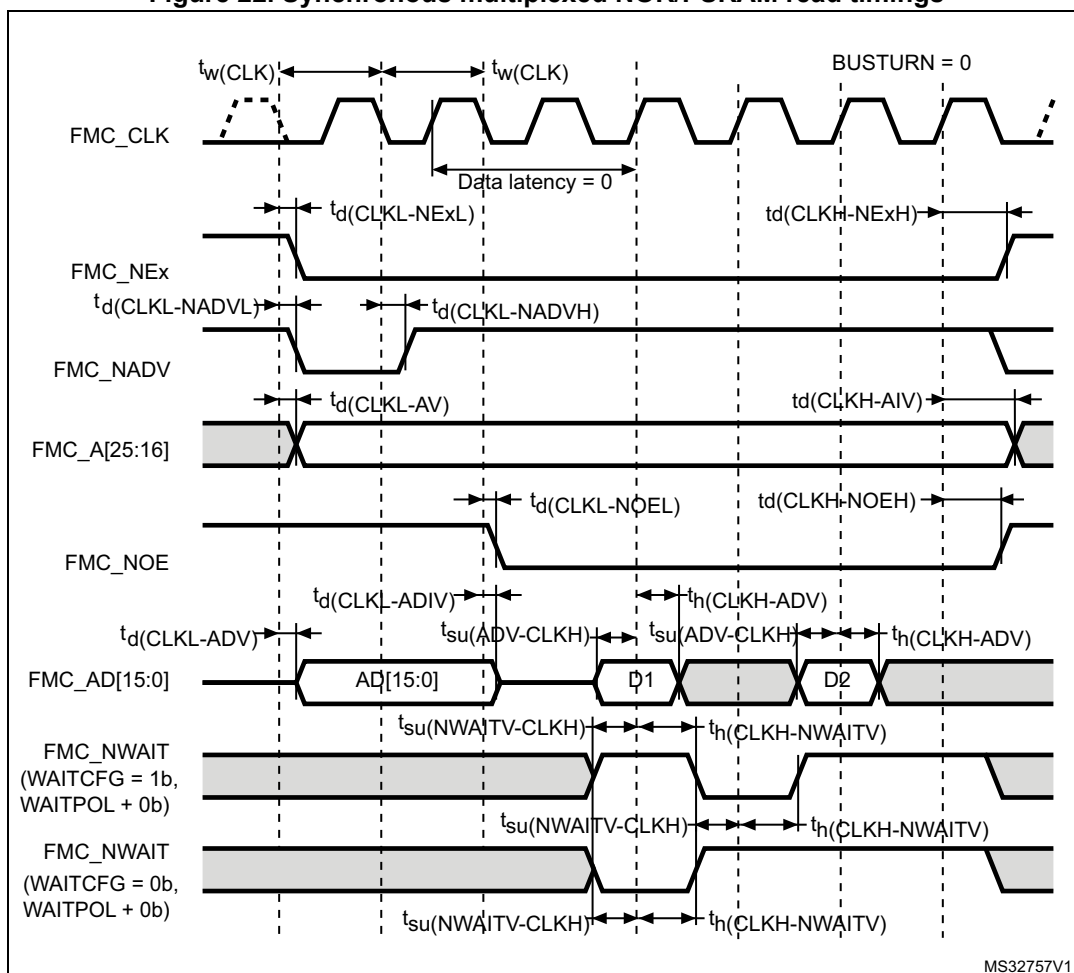 Figure 22. Synchronous multiplexed NOR/PSRAM read timings
tw(CLK) tw(CLK) BUSTURN = 0
FMC_CLK
Data latency = 0
td(CLKL-NExL) td(CLKH-NExH)
FMC_NEx
td(CLKL-NADVL) td(CLKL-NADVH)
FMC_NADV
td(CLKL-AV) td(CLKH-AIV)
FMC_A[25:16]
td(CLKL-NOEL) td(CLKH-NOEH)
FMC_NOE
td(CLKL-ADIV) th(CLKH-ADV)
td(CLKL-ADV) tsu(ADV-CLKH) tsu(ADV-CLKH) th(CLKH-ADV)
FMC_AD[15:0] AD[15:0] D1 D2
tsu(NWAITV-CLKH) th(CLKH-NWAITV)
FMC_NWAIT
(WAITCFG = 1b,
WAITPOL + 0b)
tsu(NWAITV-CLKH) th(CLKH-NWAITV)
FMC_NWAIT
(WAITCFG = 0b,
WAITPOL + 0b)
tsu(NWAITV-CLKH) th(CLKH-NWAITV)
MS32757V1